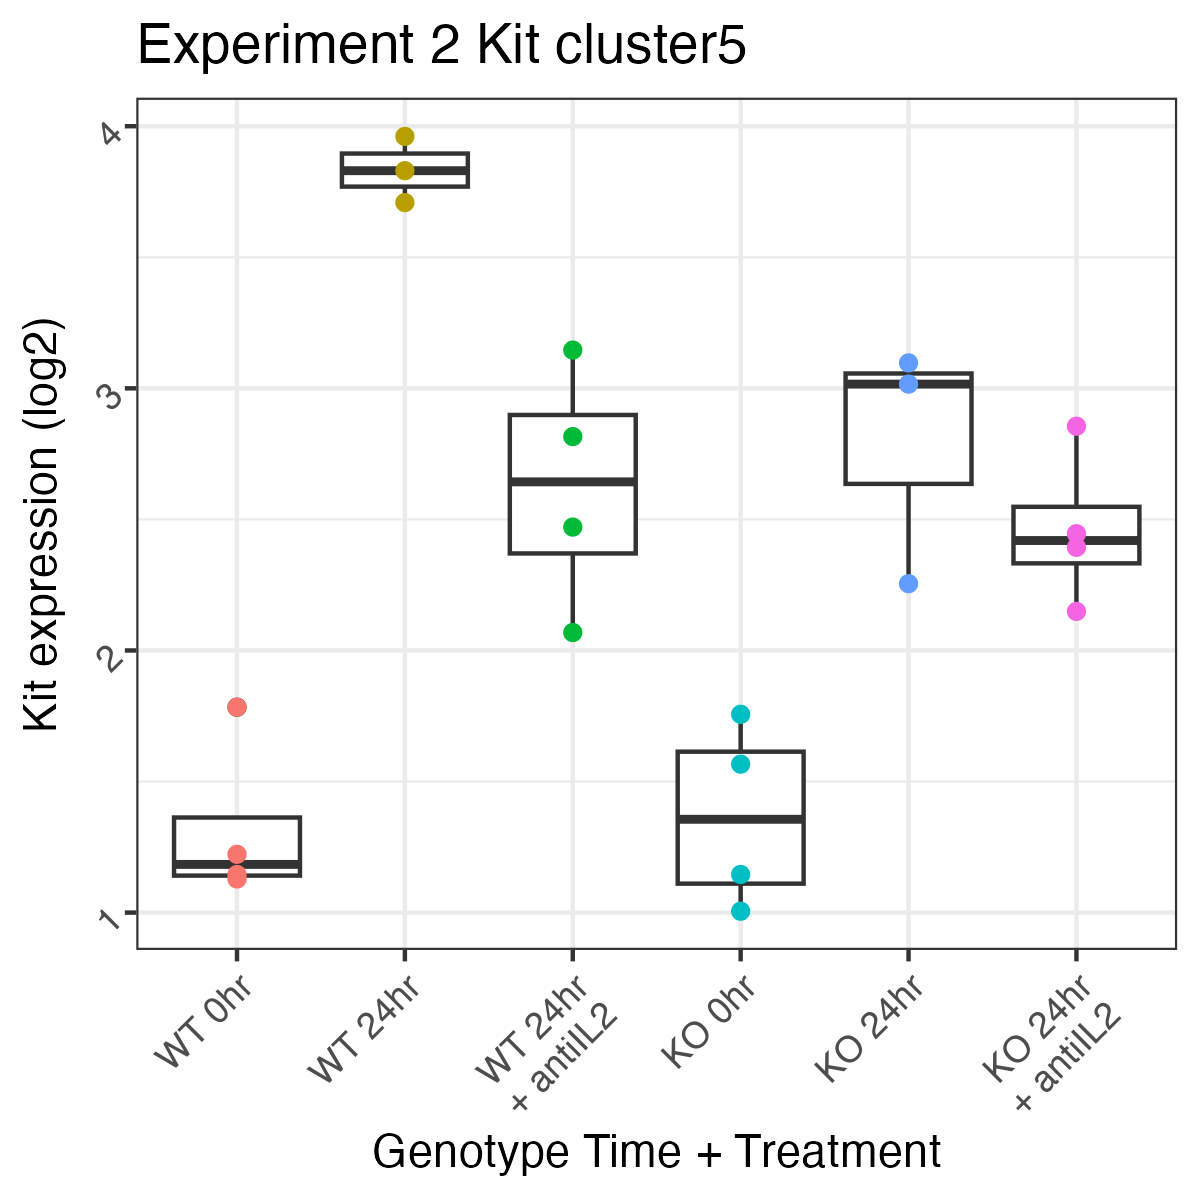 Experiment 2 Kit cluster5
Kit expression (log2)
4
3
2
1
WT 0hr
WT 24hr
WT 24hr
+ antiIL2
KO 0hr
KO 24hr
KO 24hr
+ antiIL2
Genotype Time + Treatment